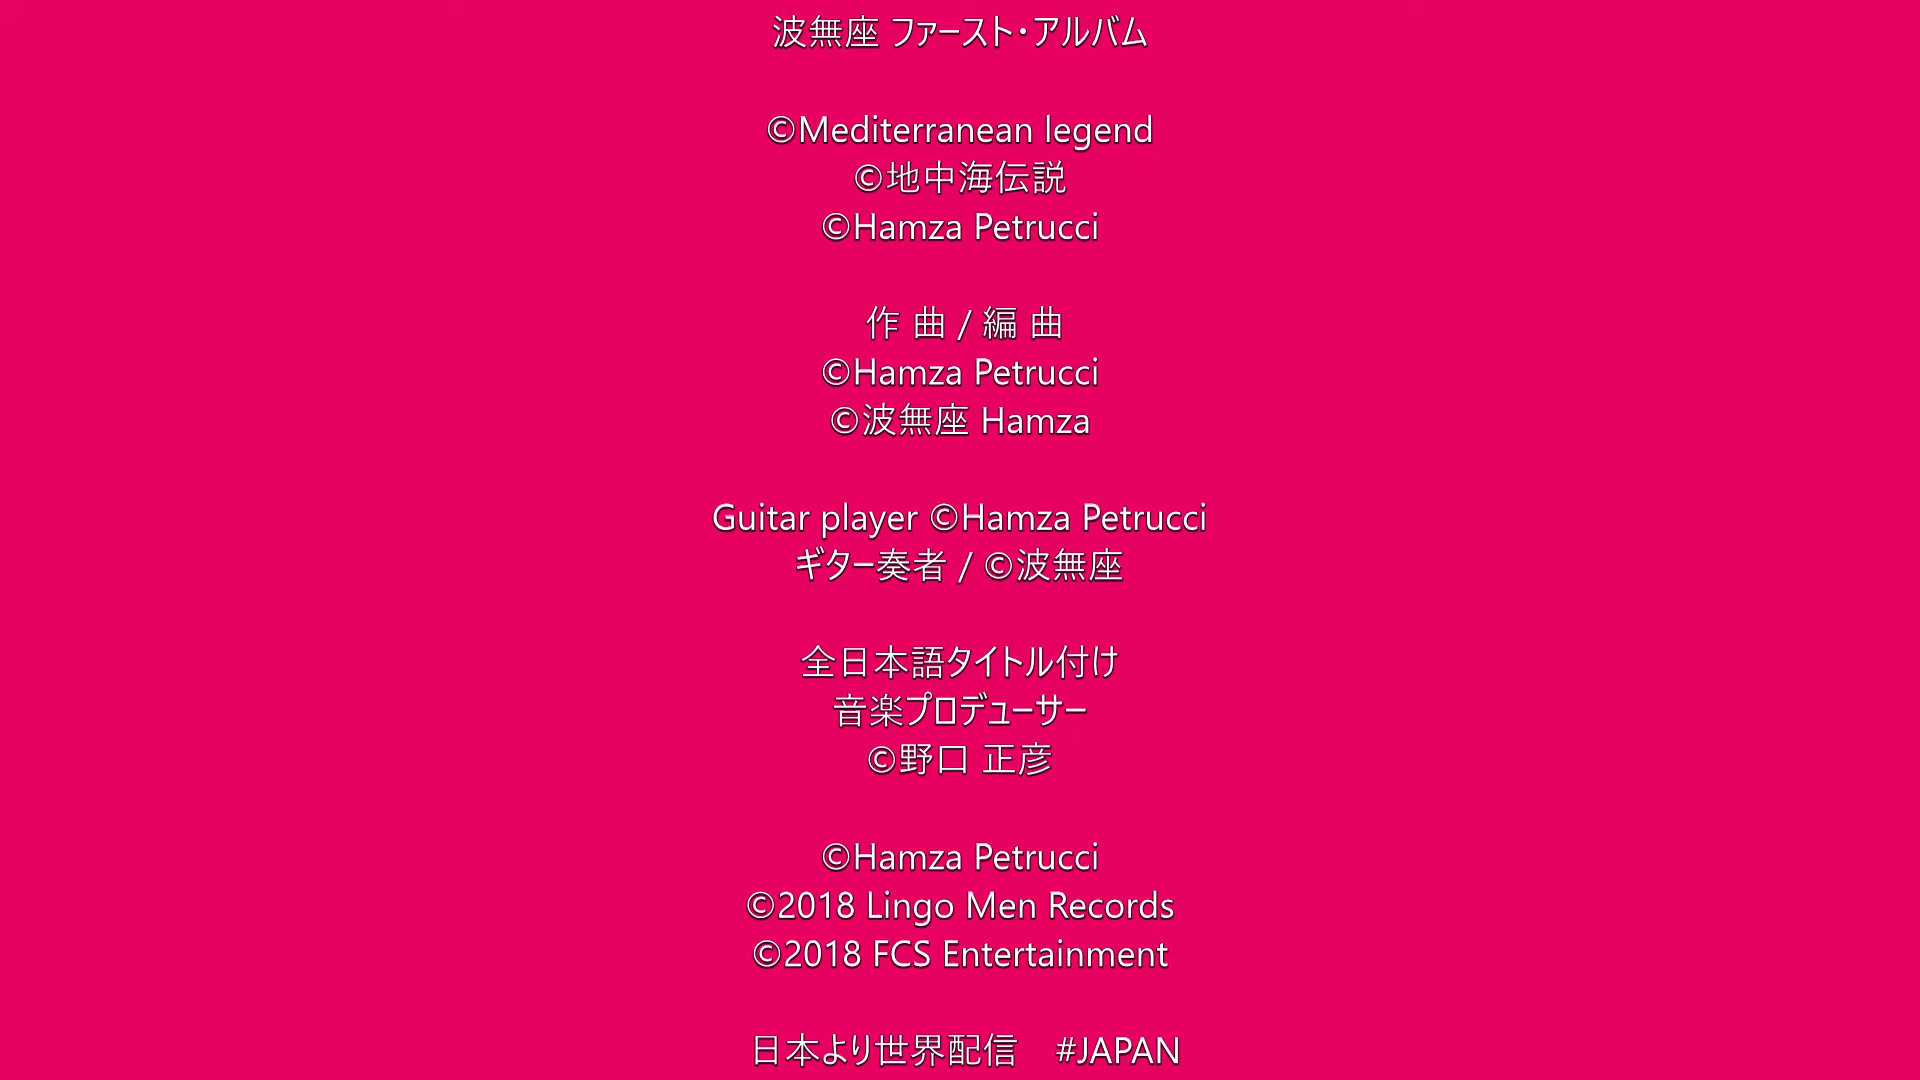 波無座 ファースト・アルバム
©Mediterranean legend
©地中海伝説
©Hamza Petrucci
作 曲 / 編 曲
©Hamza Petrucci
©波無座 Hamza
Guitar player ©Hamza Petrucci
ギター奏者 / ©波無座
全日本語タイトル付け
音楽プロデューサー
©野口 正彦
©Hamza Petrucci
©2018 Lingo Men Records
©2018 FCS Entertainment
日本より世界配信　#JAPAN